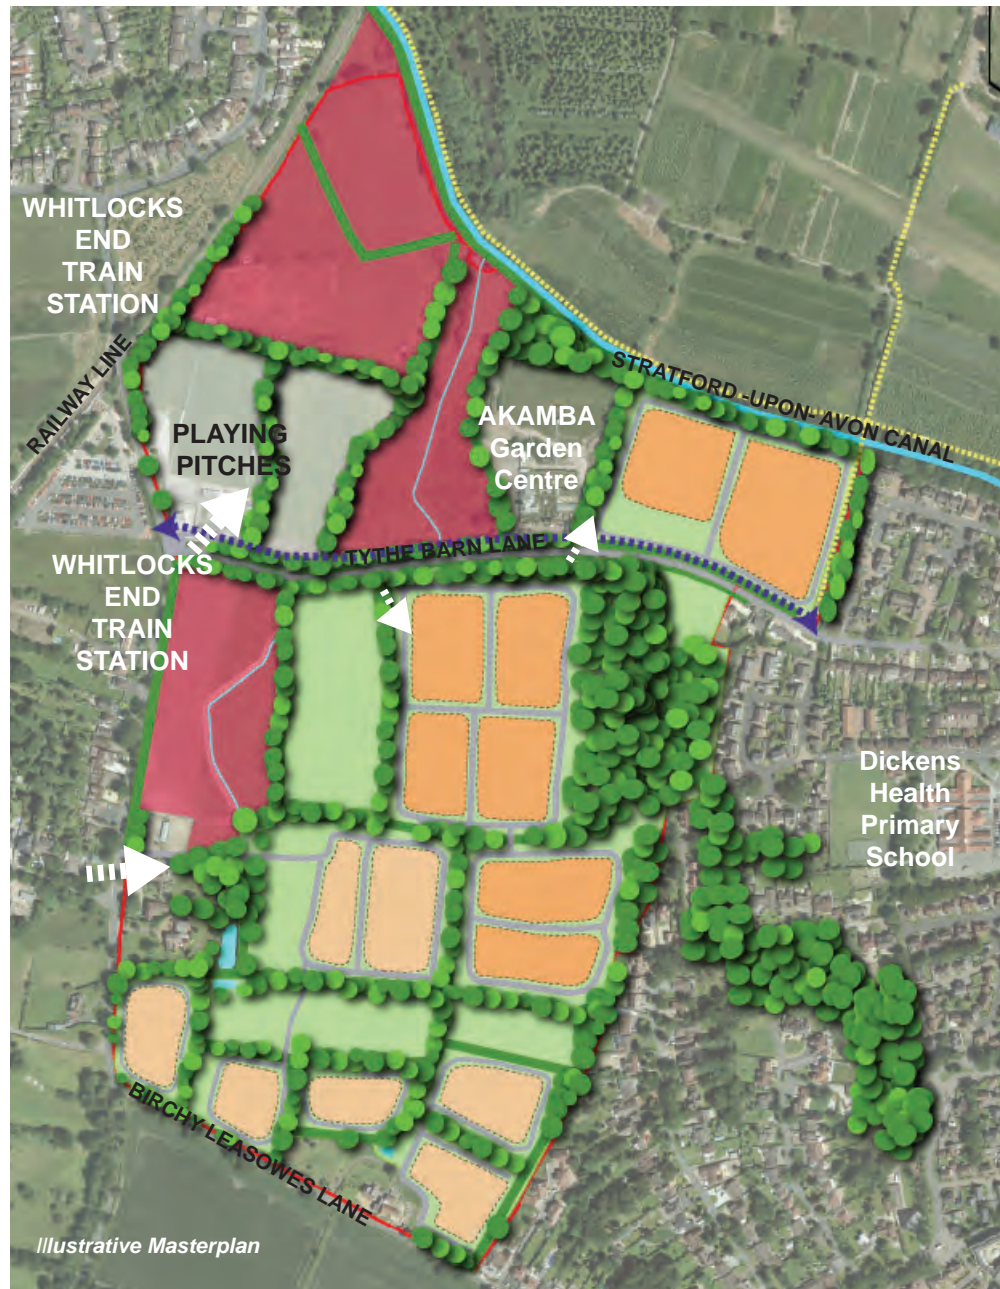 WHITLOCKS
END
TRAIN
STATION
RAILWAY LINE
PLAYING
PITCHES
AKAMBA
Garden
Centre
STRATFORD -UPON- AVON CANAL
TYTHE BARN LANE
WHITLOCKS
END
TRAIN
STATION
Dickens
Health
Primary
School
BIRCHY LEASOWES LANE
Illustrative Masterplan